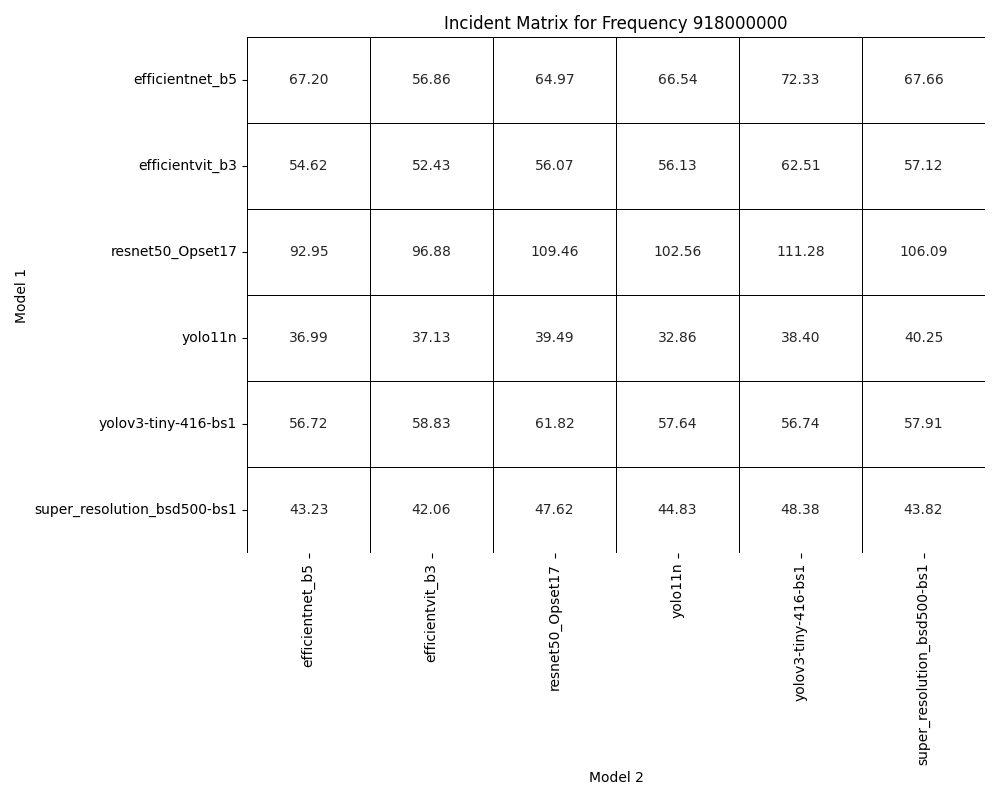 Incident Matrix for Frequency 918000000
Model 1
efficientnet_b5 67.20 56.86 64.97 66.54 72.33 67.66
efficientvit_b3 54.62 52.43 56.07 56.13 62.51 57.12
resnet50_Opset17 92.95 96.88 109.46 102.56 111.28 106.09
yolo11n 36.99 37.13 39.49 32.86 38.40 40.25
yolov3-tiny-416-bs1 56.72 58.83 61.82 57.64 56.74 57.91
super_resolution_bsd500-bs1 43.23 42.06 47.62 44.83 48.38 43.82
efficientnet_b5
efficientvit_b3
resnet50_Opset17
yolo11n
yolov3-tiny-416-bs1
super_resolution_bsd500-bs1
Model 2